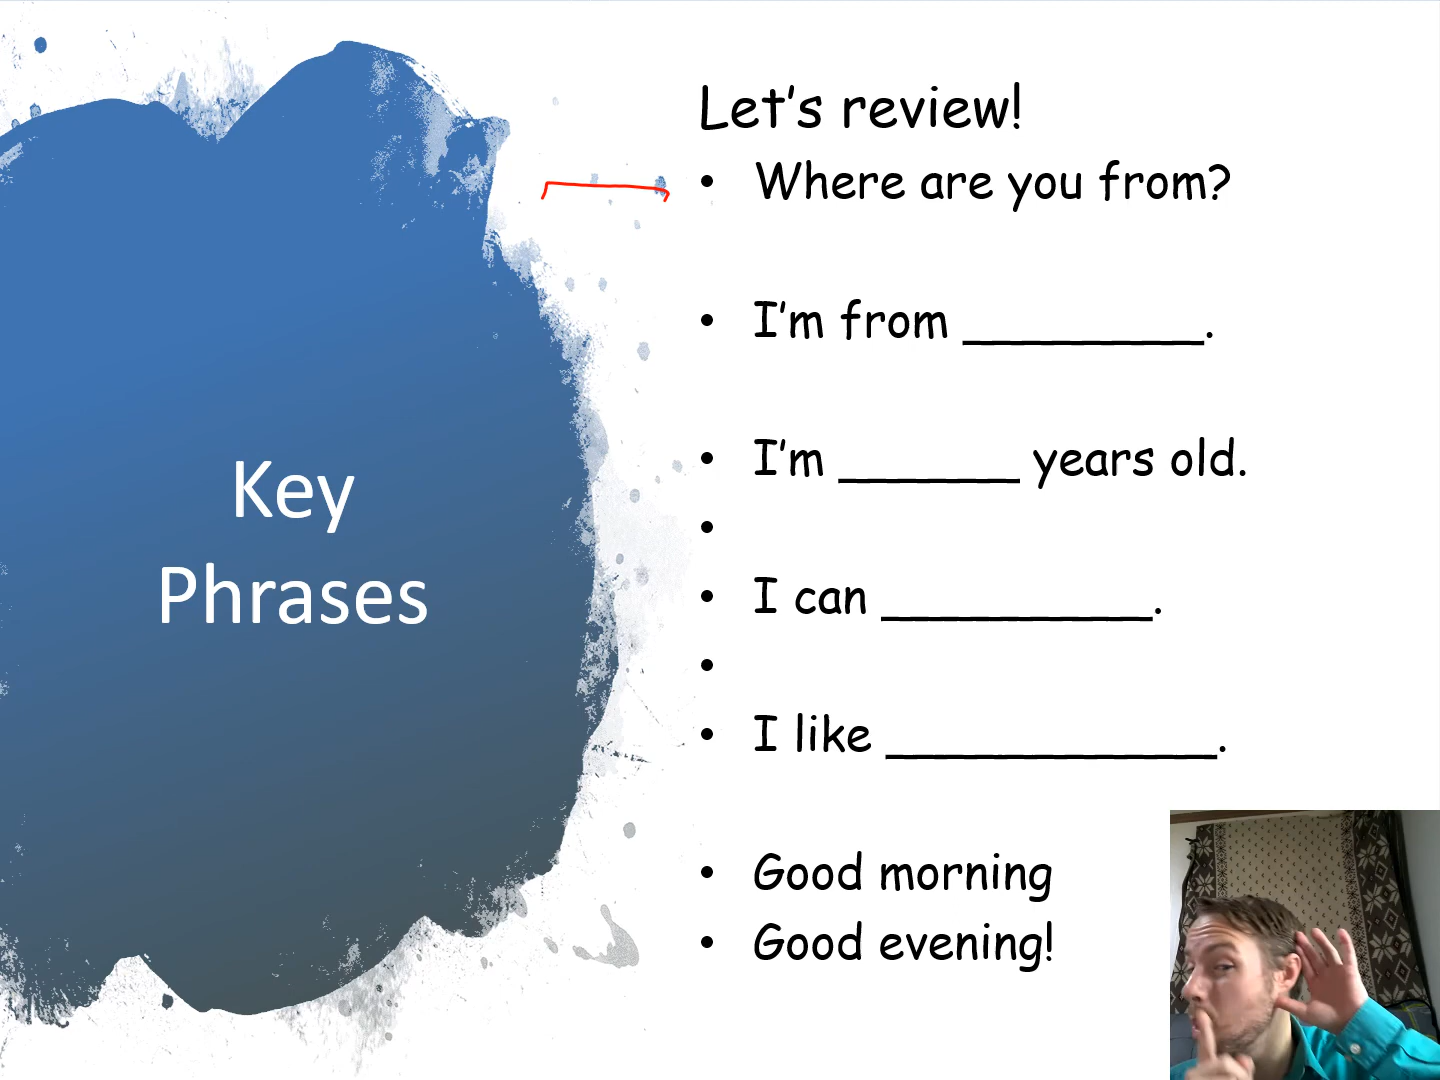 Key
Phrases
Let's review!
• Where are you from?
• I'm from ________.
• I'm ______ years old.
•
• I can _________.
•
• I like ___________.
• Good morning
• Good evening!